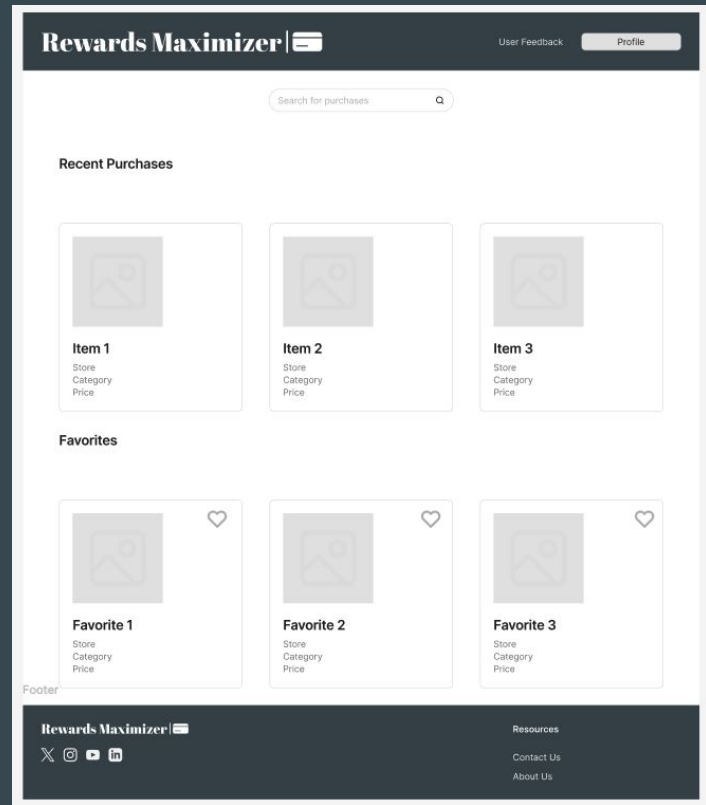 Rewards Maximizer
User Feedback
Profile
Search for purchases
Recent Purchases
Item 1
Store
Category
Price
Item 2
Store
Category
Price
Item 3
Store
Category
Price
Favorites
Favorite 1
Store
Category
Price
Favorite 2
Store
Category
Price
Favorite 3
Store
Category
Price
Footer
Rewards Maximizer
Resources
Contact Us
About Us